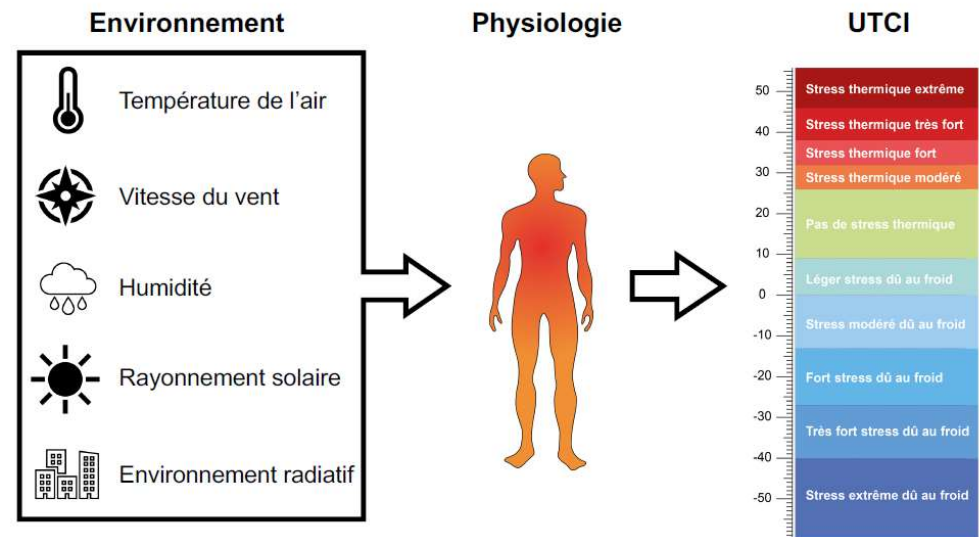 Environnement
Physiologie
UTCI
Température de l'air
Vitesse du vent
Humidité
Rayonnement solaire
Environnement radiatif
50
40
30
20
10
0
-10
-20
-30
-40
-50
Stress thermique extrême
Stress thermique très fort
Stress thermique fort
Stress thermique modéré
Pas de stress thermique
Léger stress dû au froid
Stress modéré dû au froid
Fort stress dû au froid
Très fort stress dû au froid
Stress extrême dû au froid